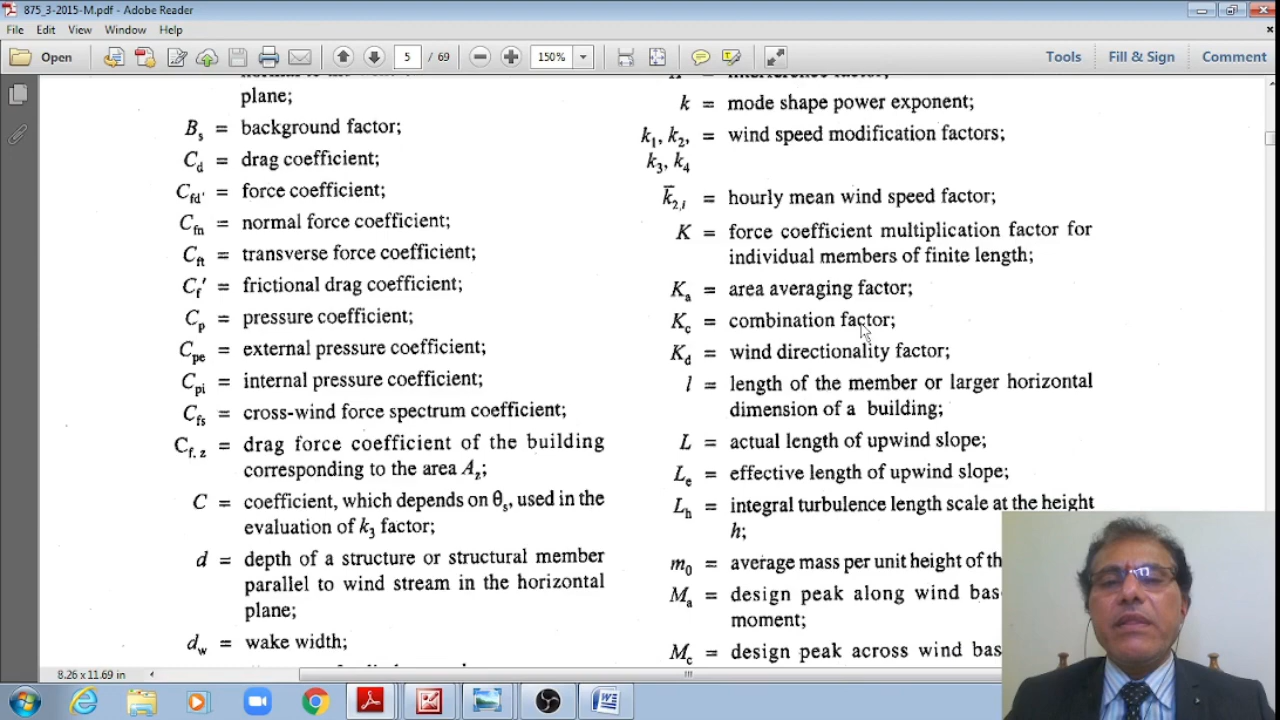 875_3-2015-M.pdf - Adobe Reader
File Edit View Window Help
Open 5 / 69 150% Tools Fill & Sign Comment
plane;
B_s = background factor;
C_d = drag coefficient;
C_fd' = force coefficient;
C_fn = normal force coefficient;
C_ft = transverse force coefficient;
C_f' = frictional drag coefficient;
C_p = pressure coefficient;
C_pe = external pressure coefficient;
C_pi = internal pressure coefficient;
C_fs = cross-wind force spectrum coefficient;
C_f, z = drag force coefficient of the building
corresponding to the area A_z;
C = coefficient, which depends on θ_s, used in the
evaluation of k_3 factor;
d = depth of a structure or structural member
parallel to wind stream in the horizontal
plane;
d_w = wake width;
k = mode shape power exponent;
k_1, k_2, = wind speed modification factors;
k_3, k_4
k̄_2,i = hourly mean wind speed factor;
K = force coefficient multiplication factor for
individual members of finite length;
K_a = area averaging factor;
K_c = combination factor;
K_d = wind directionality factor;
l = length of the member or larger horizontal
dimension of a building;
L = actual length of upwind slope;
L_e = effective length of upwind slope;
L_h = integral turbulence length scale at the height
h;
m_0 = average mass per unit height of the
M_a = design peak along wind bas
moment;
M_c = design peak across wind bas
8.26 x 11.69 in